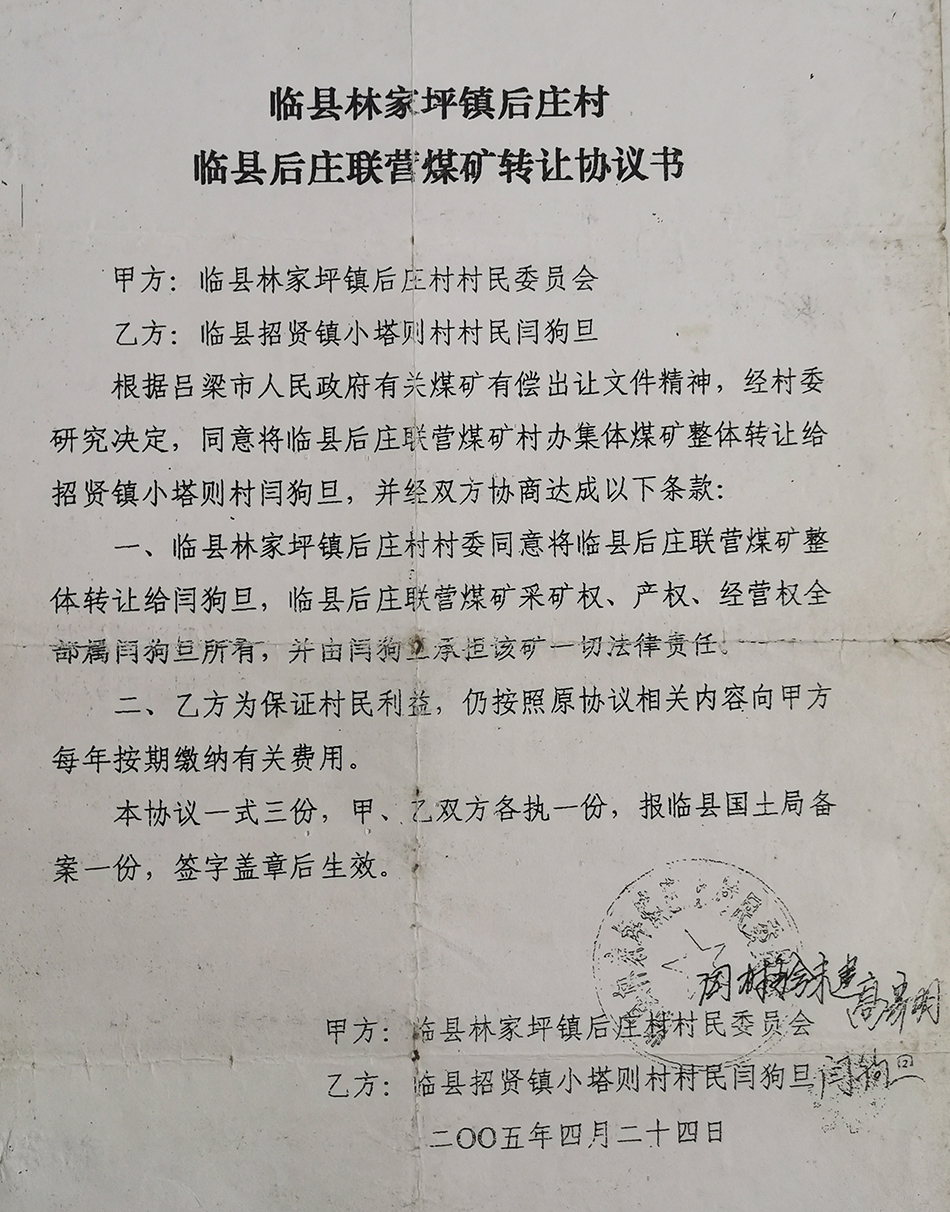 临县林家坪镇后庄村
临县后庄联营煤矿转让协议书
甲方：临县林家坪镇后庄村村民委员会
乙方：临县招贤镇小塔则村村民闫狗旦
根据吕梁市人民政府有关煤矿有偿出让文件精神，经村委
研究决定，同意将临县后庄联营煤矿村办集体煤矿整体转让给
招贤镇小塔则村闫狗旦，并经双方协商达成以下条款：
一、临县林家坪镇后庄村村委同意将临县后庄联营煤矿整
体转让给闫狗旦，临县后庄联营煤矿采矿权、产权、经营权全
部属闫狗旦所有，并由闫狗旦承担该矿一切法律责任。
二、乙方为保证村民利益，仍按照原协议相关内容向甲方
每年按期缴纳有关费用。
本协议一式三份，甲、乙双方各执一份，报临县国土局备
案一份，签字盖章后生效。
甲方：临县林家坪镇后庄村村民委员会
乙方：临县招贤镇小塔则村村民闫狗旦 闫狗旦
二〇〇五年四月二十四日